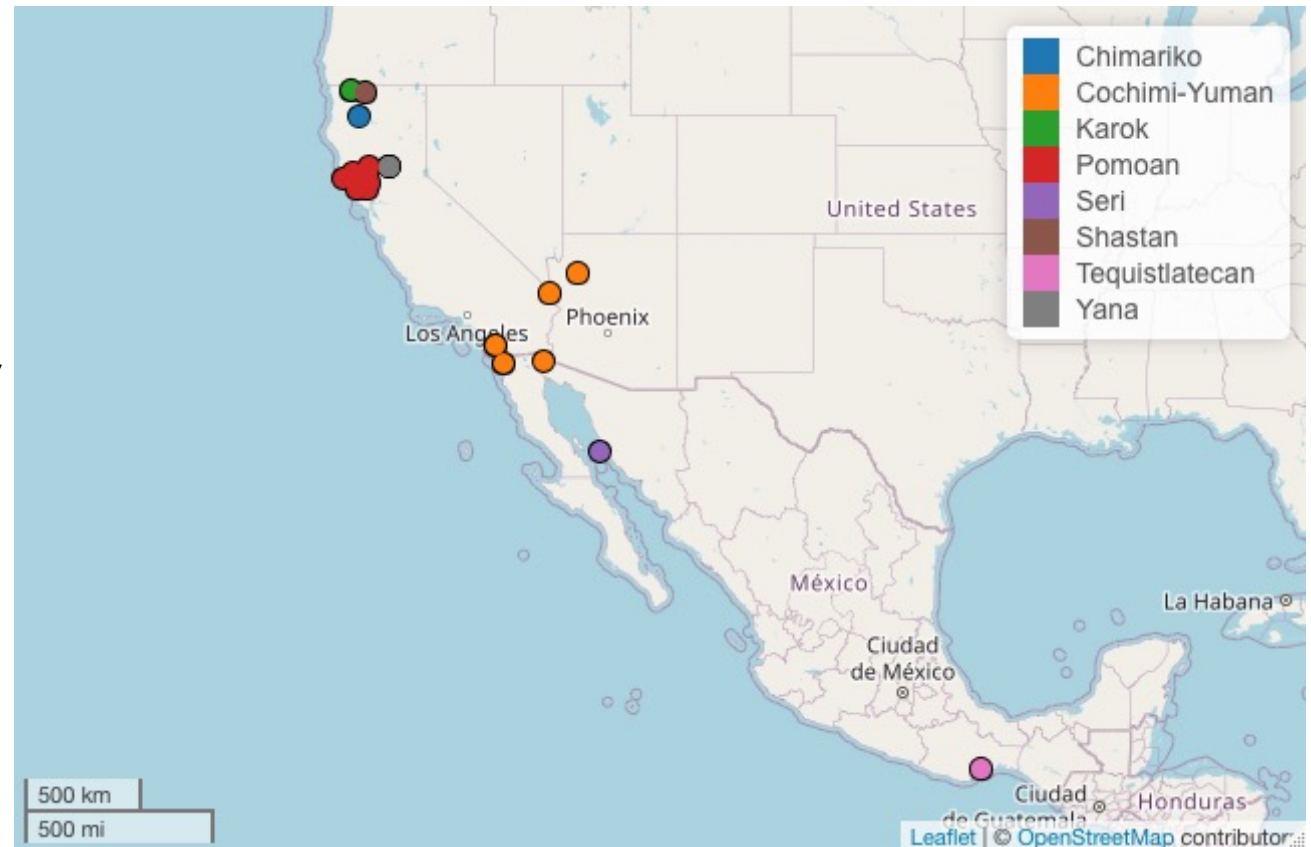 Chimariko
Cochimi-Yuman
Karok
Pomoan
Seri
Shastan
Tequistlatecan
Yana
United States
Phoenix
Los Angeles
México
La Habana
Ciudad
de México
Ciudad
de Guatemala
Honduras
500 km
500 mi
Leaflet | © OpenStreetMap contributors